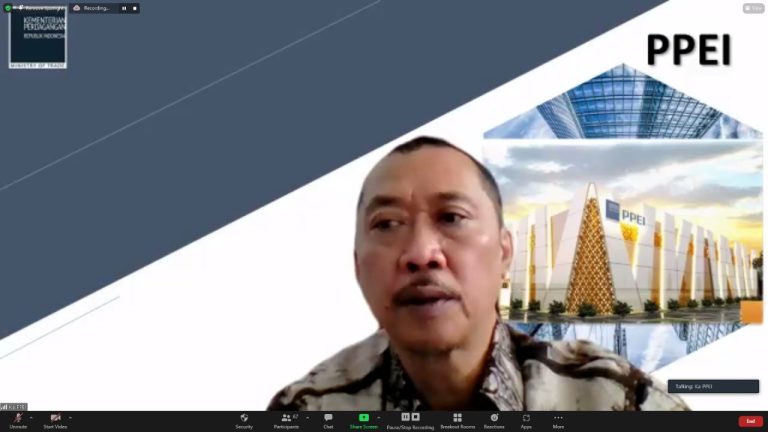 Recording...
View
KEMENTERIAN
PERDAGANGAN
REPUBLIK INDONESIA
MINISTRY OF TRADE
PPEI
PPEI
Talking: Ka PPEI
Unmute
Start Video
Security
Participants
67
Chat
Share Screen
Pause/Stop Recording
Breakout Rooms
Reactions
Apps
More
End